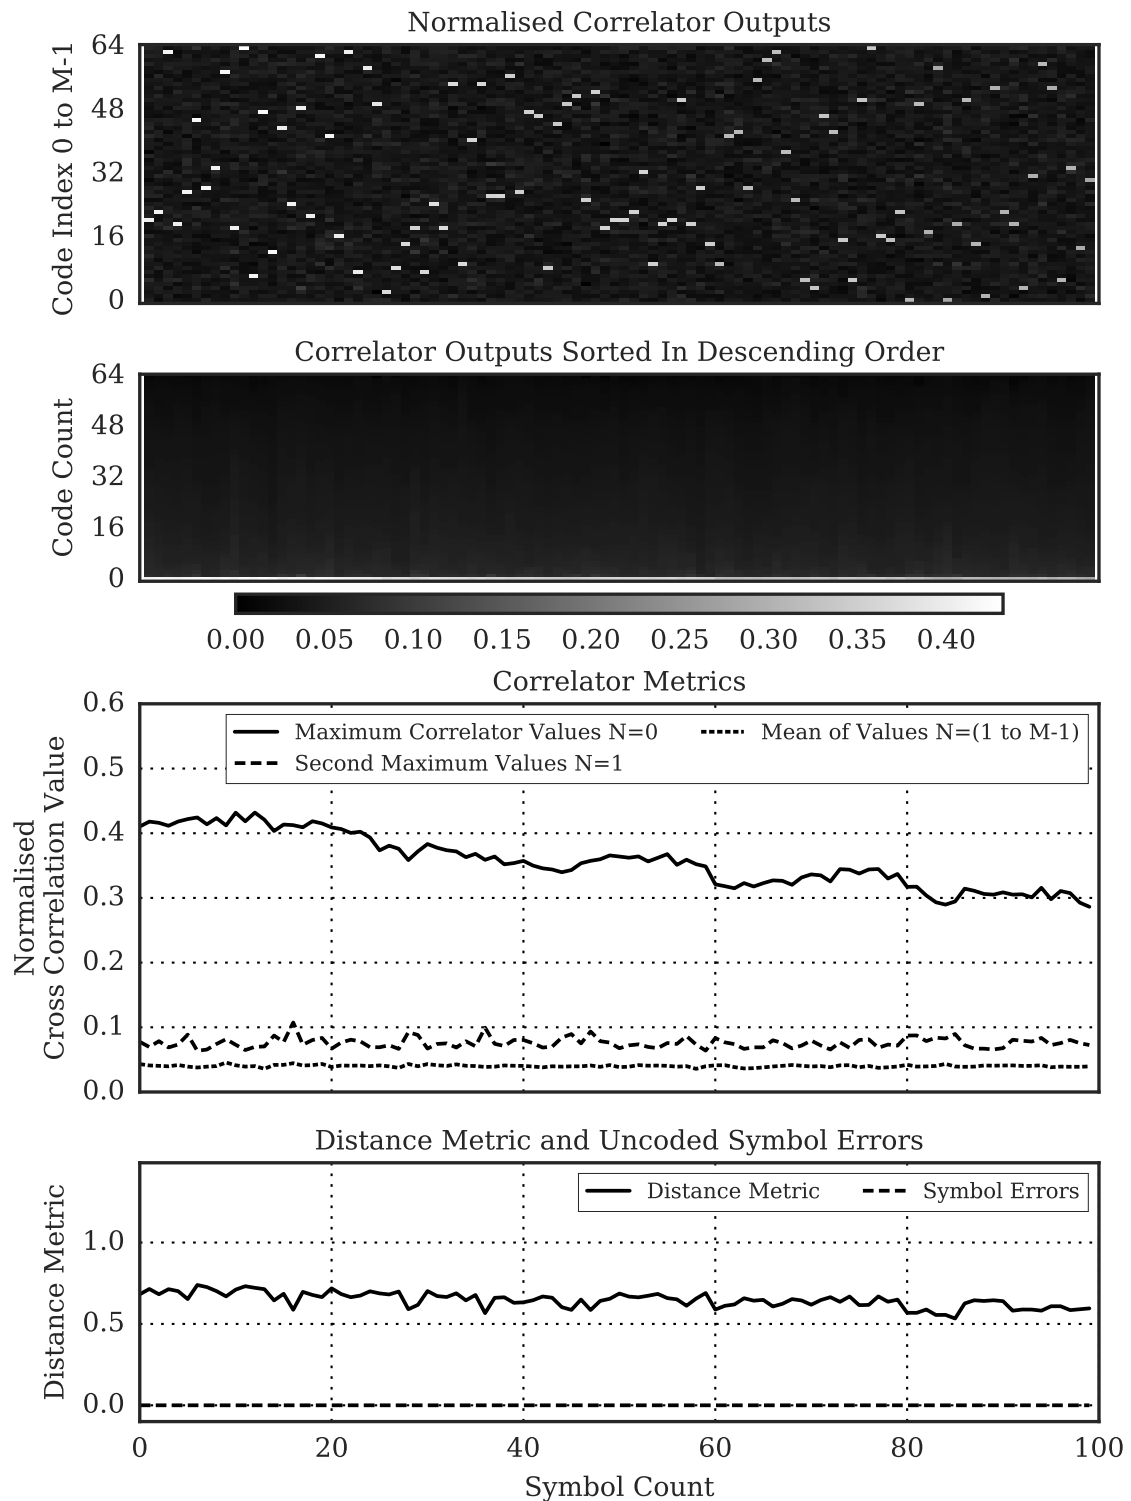 Normalised Correlator Outputs
64
48
32
16
0
Code Index 0 to M-1
Correlator Outputs Sorted In Descending Order
64
48
32
16
0
Code Count
0.00 0.05 0.10 0.15 0.20 0.25 0.30 0.35 0.40
Correlator Metrics
0.6
0.5
0.4
0.3
0.2
0.1
0.0
Normalised
Cross Correlation Value
Maximum Correlator Values N=0
Second Maximum Values N=1
Mean of Values N=(1 to M-1)
Distance Metric and Uncoded Symbol Errors
1.0
0.5
0.0
Distance Metric
Distance Metric
Symbol Errors
0 20 40 60 80 100
Symbol Count